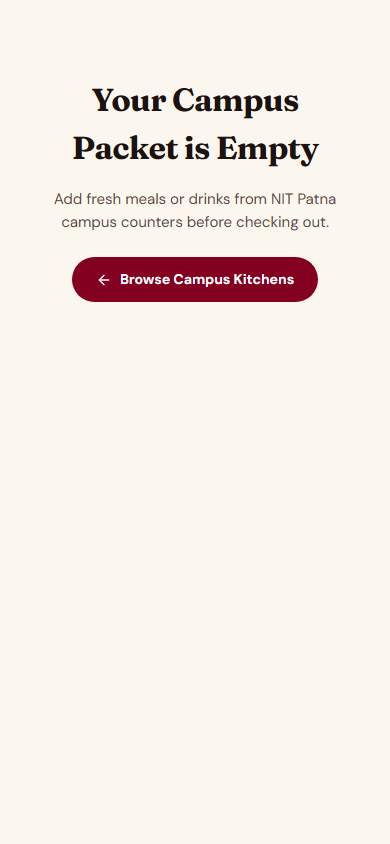 Your Campus
Packet is Empty
Add fresh meals or drinks from NIT Patna
campus counters before checking out.
← Browse Campus Kitchens